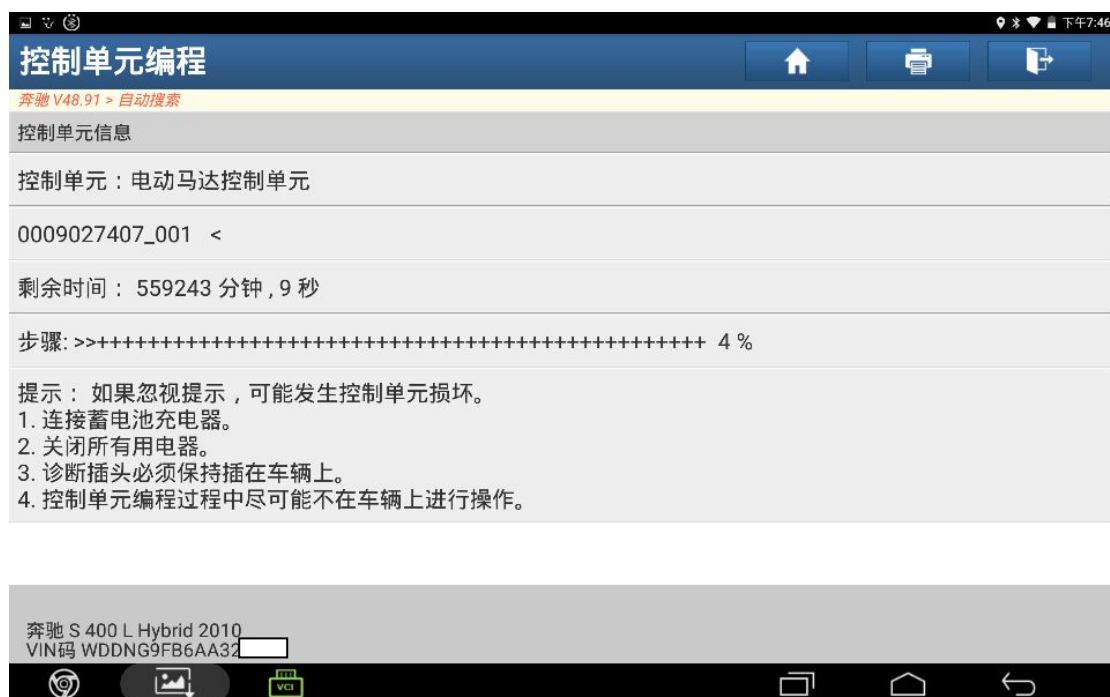 下午7:46
控制单元编程
奔驰 V48.91 > 自动搜索
控制单元信息
控制单元：电动马达控制单元
0009027407_001 <
剩余时间： 559243 分钟 , 9 秒
步骤: >>++++++++++++++++++++++++++++++++++++++++++++++++ 4 %
提示： 如果忽视提示，可能发生控制单元损坏。
1. 连接蓄电池充电器。
2. 关闭所有用电器。
3. 诊断插头必须保持插在车辆上。
4. 控制单元编程过程中尽可能不在车辆上进行操作。
奔驰 S 400 L Hybrid 2010
VIN码 WDDNG9FB6AA32
VCI